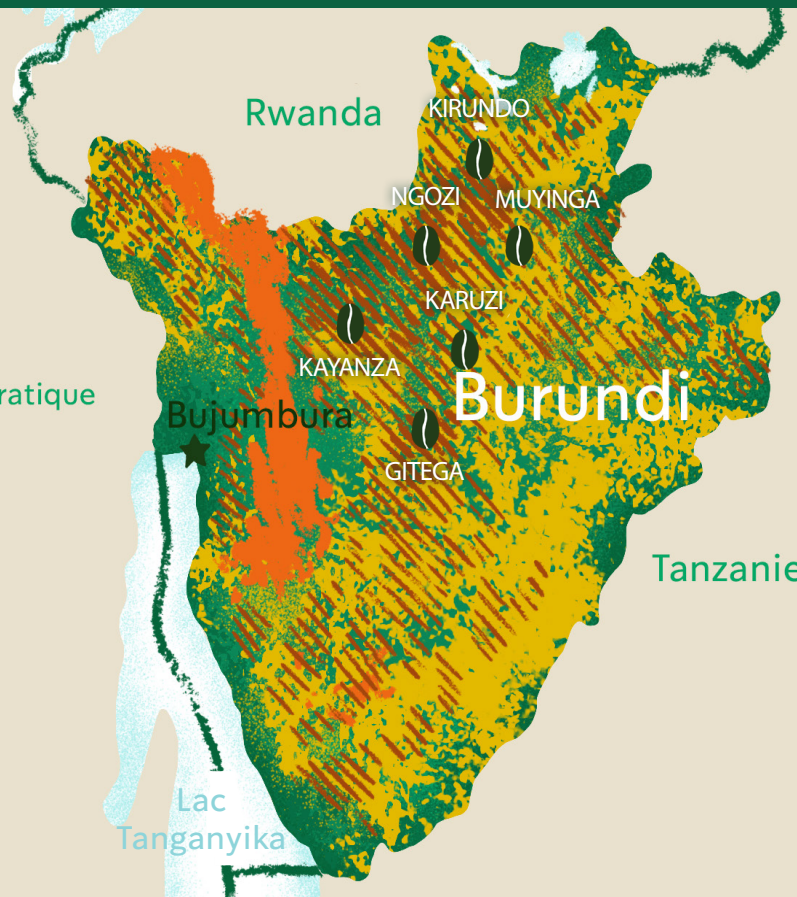 Rwanda
KIRUNDO
NGOZI
MUYINGA
KARUZI
KAYANZA
Burundi
ratique
Bujumbura
GITEGA
Tanzanie
Lac
Tanganyika